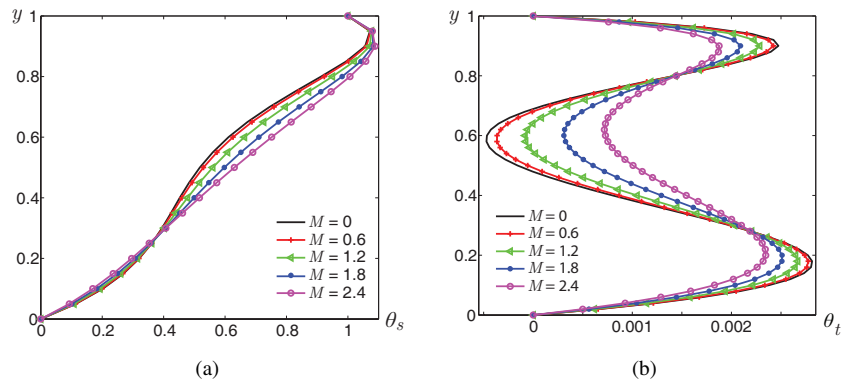 y
1
0.8
0.6
0.4
0.2
0
0 0.2 0.4 0.6 0.8 1 θ_s
M = 0
M = 0.6
M = 1.2
M = 1.8
M = 2.4
(a)
y
1
0.8
0.6
0.4
0.2
0
0 0.001 0.002 θ_t
M = 0
M = 0.6
M = 1.2
M = 1.8
M = 2.4
(b)